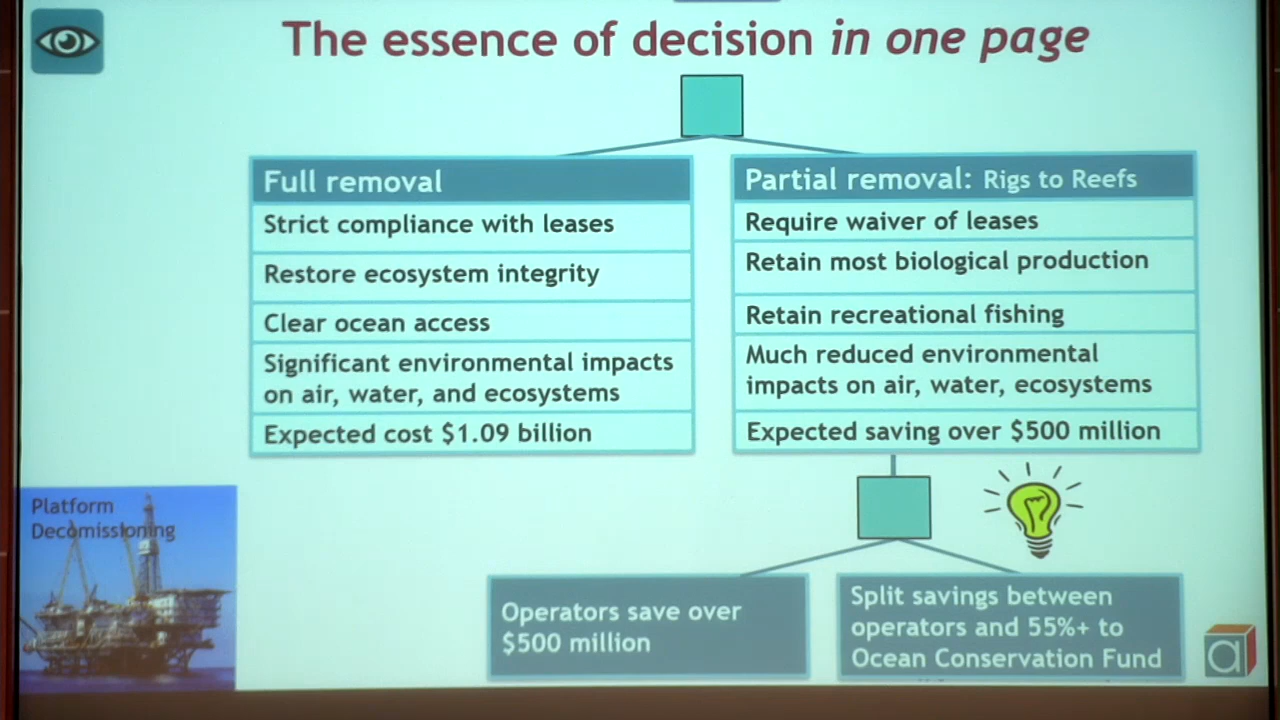 The essence of decision in one page
Full removal
Strict compliance with leases
Restore ecosystem integrity
Clear ocean access
Significant environmental impacts
on air, water, and ecosystems
Expected cost $1.09 billion
Partial removal: Rigs to Reefs
Require waiver of leases
Retain most biological production
Retain recreational fishing
Much reduced environmental
impacts on air, water, ecosystems
Expected saving over $500 million
Platform
Decomissioning
Operators save over
$500 million
Split savings between
operators and 55%+ to
Ocean Conservation Fund
a